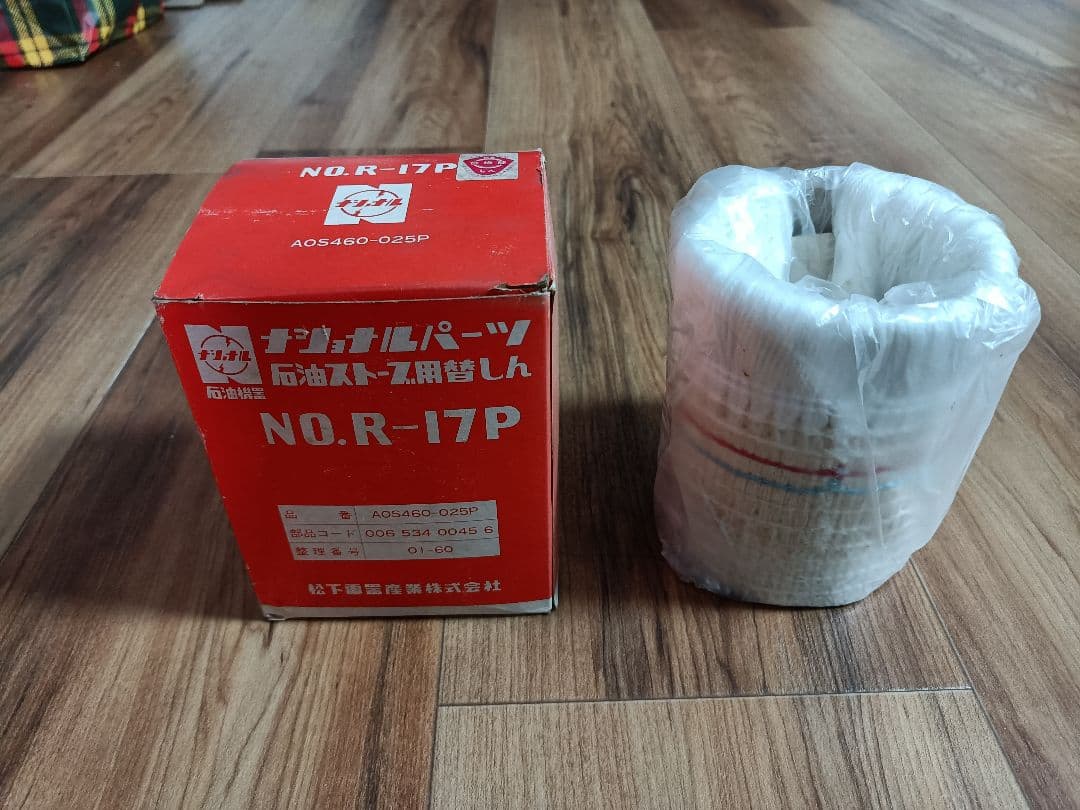 NO.R-17P
ナショナル
AOS460-025P
ナショナル
石油機器
ナショナルパーツ
石油ストーブ用替しん
NO.R-17P
品番 AOS460-025P
部品コード 006 534 0045 6
整理番号 01-60
松下電器産業株式会社